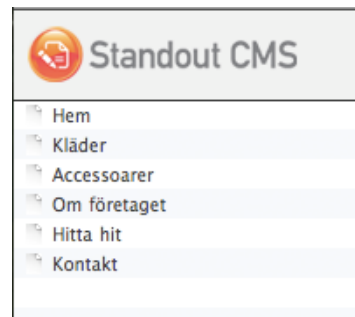 Standout CMS
Hem
Kläder
Accessoarer
Om företaget
Hitta hit
Kontakt